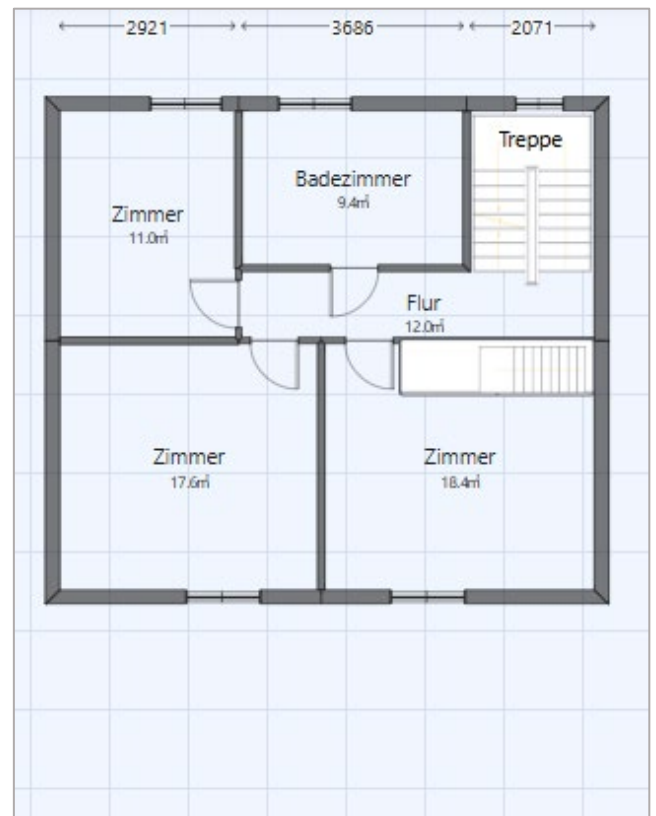 2921 3686 2071
Treppe
Badezimmer
9.4㎡
Zimmer
11.0㎡
Flur
12.0㎡
Zimmer
17.6㎡
Zimmer
18.4㎡